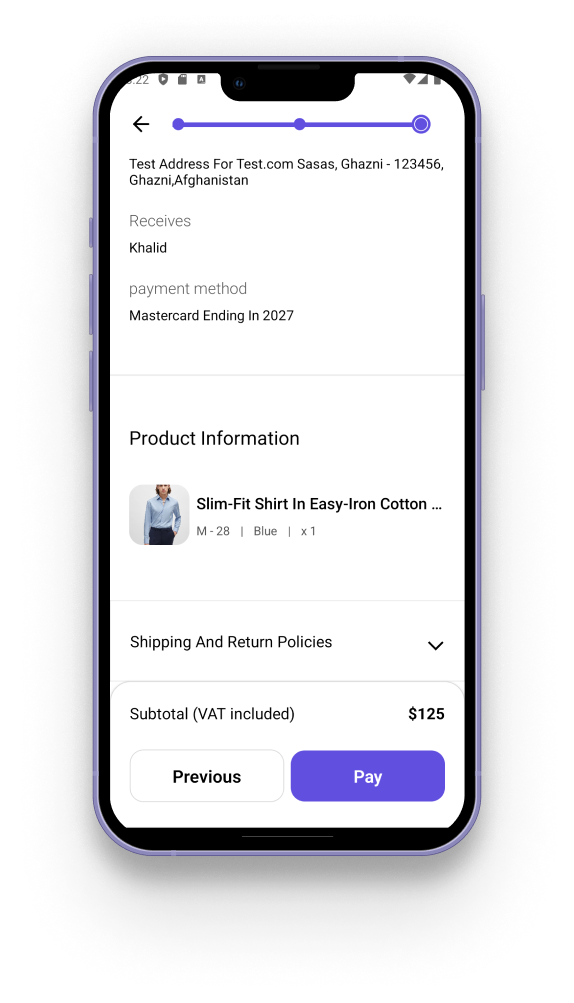 :22
Test Address For Test.com Sasas, Ghazni - 123456,
Ghazni,Afghanistan
Receives
Khalid
payment method
Mastercard Ending In 2027
Product Information
Slim-Fit Shirt In Easy-Iron Cotton ...
M - 28 | Blue | x 1
Shipping And Return Policies
Subtotal (VAT included) $125
Previous Pay